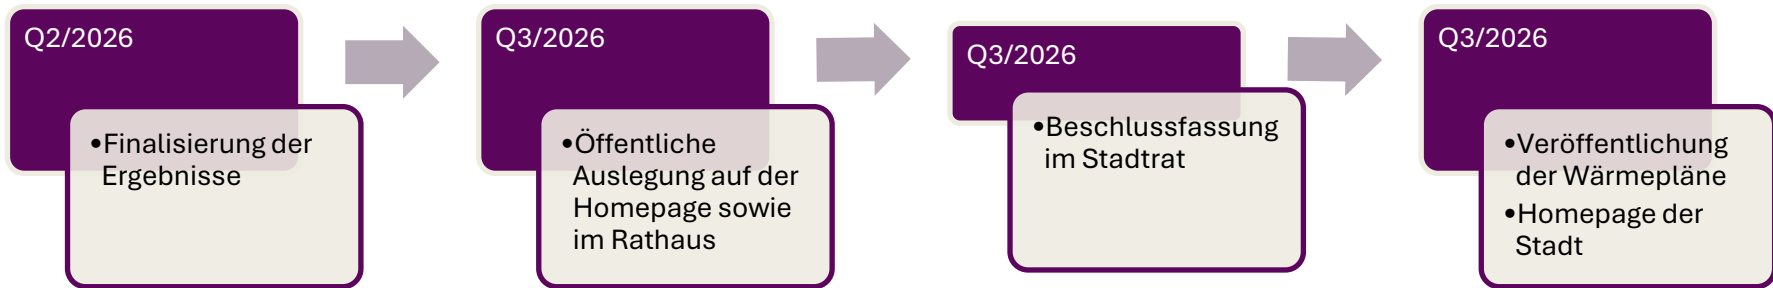 Q2/2026
•Finalisierung der
Ergebnisse
Q3/2026
•Öffentliche
Auslegung auf der
Homepage sowie
im Rathaus
Q3/2026
•Beschlussfassung
im Stadtrat
Q3/2026
•Veröffentlichung
der Wärmepläne
•Homepage der
Stadt